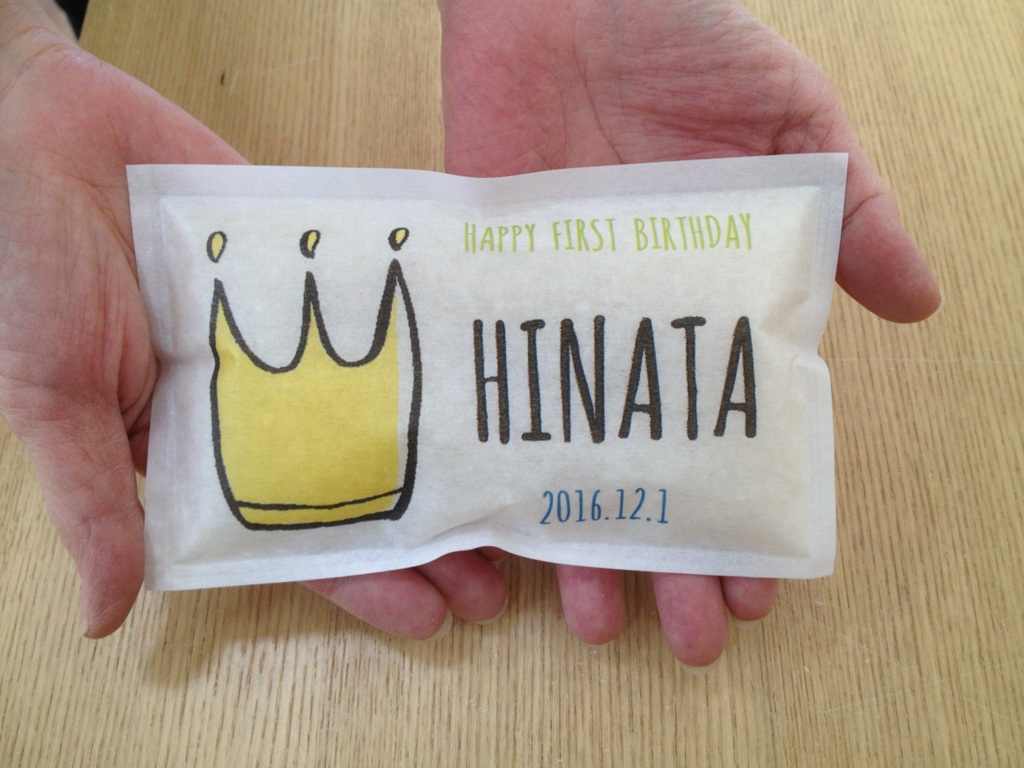 HAPPY FIRST BIRTHDAY
HINATA
2016.12.1